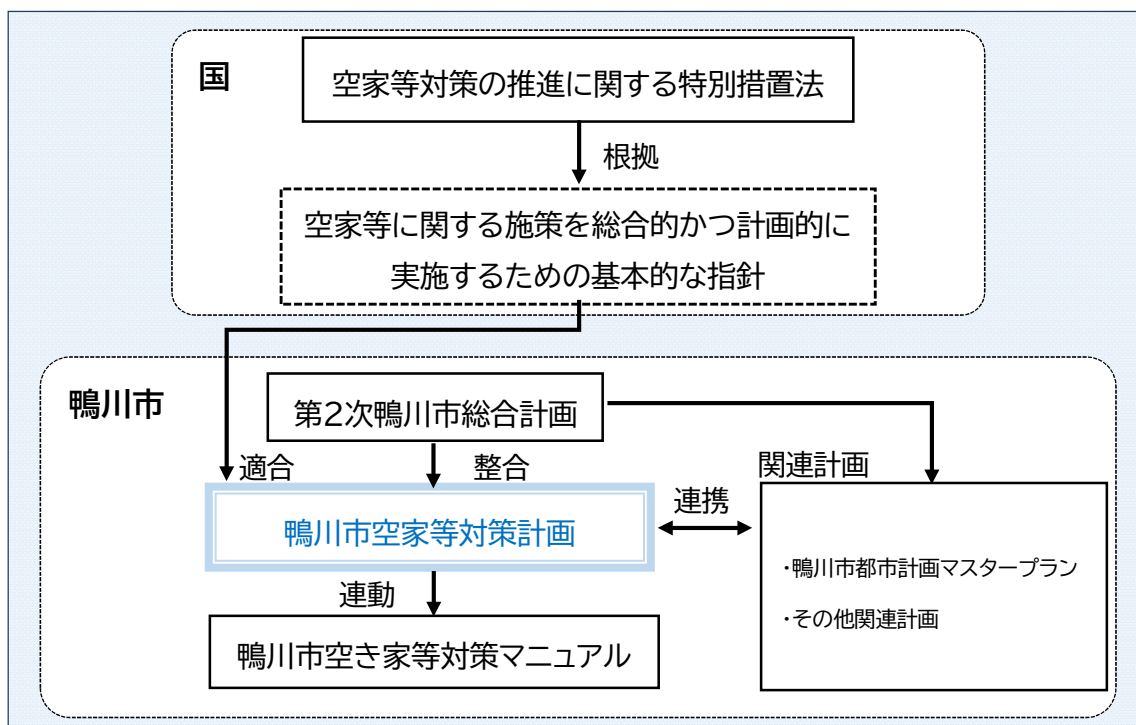 国
空家等対策の推進に関する特別措置法
根拠
空家等に関する施策を総合的かつ計画的に
実施するための基本的な指針
鴨川市
第2次鴨川市総合計画
適合
整合
関連計画
鴨川市空家等対策計画
連携
・鴨川市都市計画マスタープラン
・その他関連計画
連動
鴨川市空き家等対策マニュアル